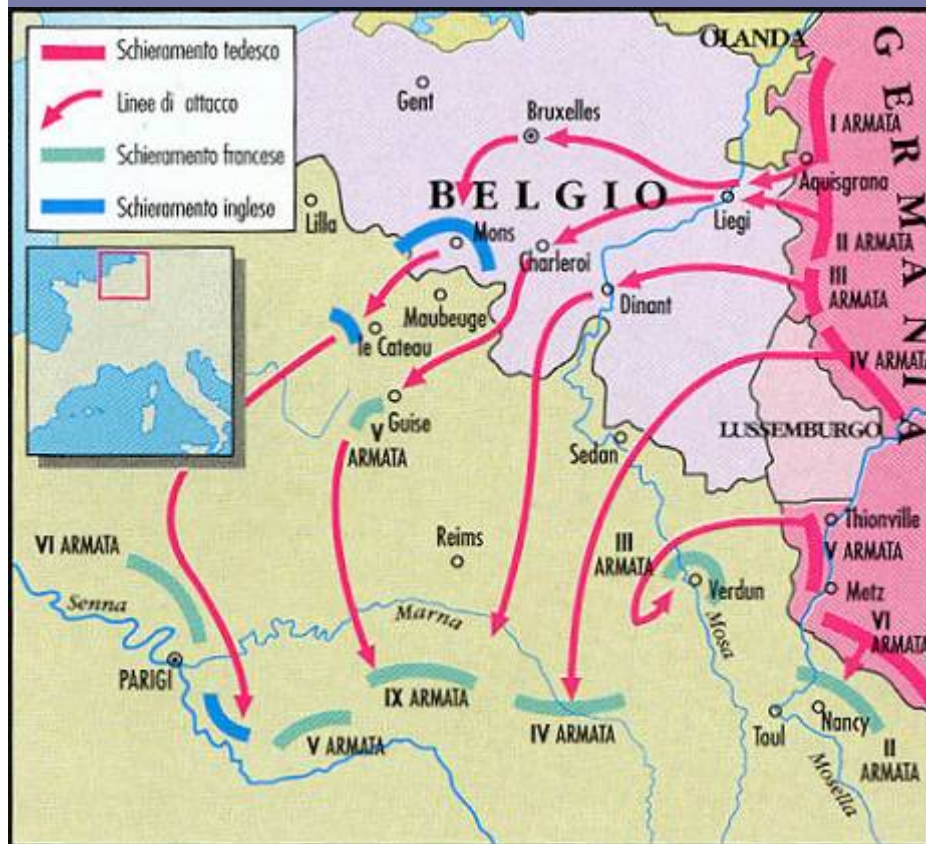 Schieramento tedesco
Linee di attacco
Schieramento francese
Schieramento inglese
OLANDA
GERMANIA
Gent
Bruxelles
I ARMATA
Aquisgrana
BELGIO
Liegi
Lilla
Mons
Charleroi
II ARMATA
III
ARMATA
Dinant
Maubeuge
le Cateau
IV ARMATA
Guise
V
ARMATA
LUSSEMBURGO
Sedan
Thionville
V ARMATA
Reims
VI ARMATA
III
ARMATA
Verdun
Metz
VI
ARMATA
Senna
Marna
Mosa
PARIGI
IX ARMATA
V ARMATA
IV ARMATA
Toul
Nancy
II
ARMATA
Mosella